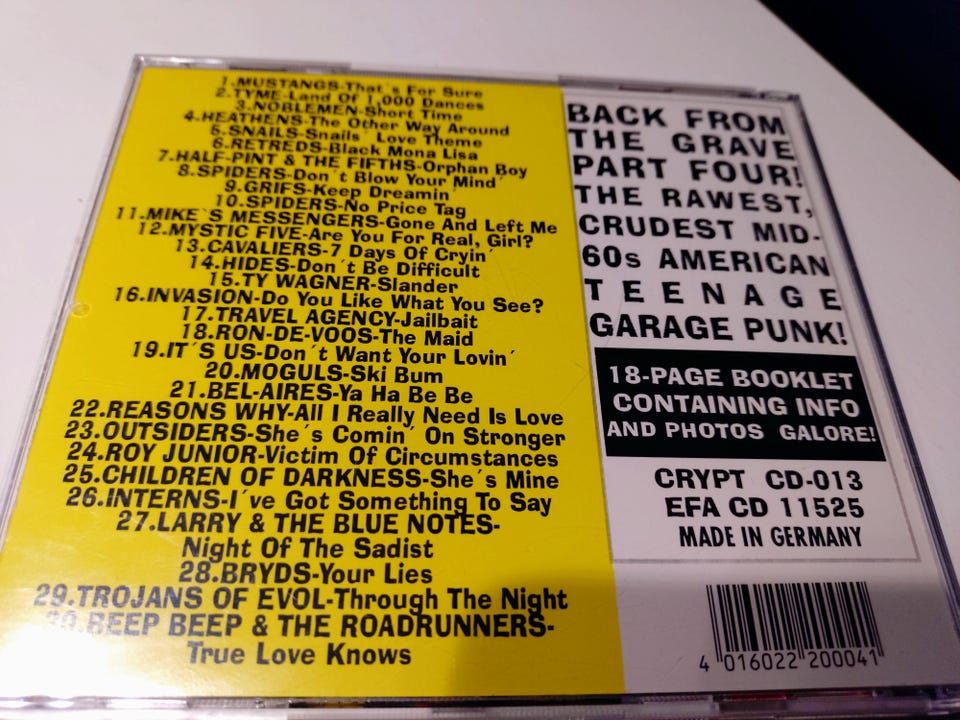 1.MUSTANGS-That´s For Sure
2.TYME-Land Of 1,000 Dances
3.NOBLEMEN-Short Time
4.HEATHENS-The Other Way Around
5.SNAILS-Snails´ Love Theme
6.RETREDS-Black Mona Lisa
7.HALF-PINT & THE FIFTHS-Orphan Boy
8.SPIDERS-Don´t Blow Your Mind´
9.GRIFS-Keep Dreamin´
10.SPIDERS-No Price Tag
11.MIKE`S MESSENGERS-Gone And Left Me
12.MYSTIC FIVE-Are You For Real, Girl?
13.CAVALIERS-7 Days Of Cryin´
14.HIDES-Don´t Be Difficult
15.TY WAGNER-Slander
16.INVASION-Do You Like What You See?
17.TRAVEL AGENCY-Jailbait
18.RON-DE-VOOS-The Maid
19.IT´S US-Don´t Want Your Lovin´
20.MOGULS-Ski Bum
21.BEL-AIRES-Ya Ha Be Be
22.REASONS WHY-All I Really Need Is Love
23.OUTSIDERS-She´s Comin´ On Stronger
24.ROY JUNIOR-Victim Of Circumstances
25.CHILDREN OF DARKNESS-She´s Mine
26.INTERNS-I´ve Got Something To Say
27.LARRY & THE BLUE NOTES-
Night Of The Sadist
28.BRYDS-Your Lies
29.TROJANS OF EVOL-Through The Night
30.BEEP BEEP & THE ROADRUNNERS-
True Love Knows
BACK FROM
THE GRAVE
PART FOUR!
THE RAWEST,
CRUDEST MID-
60s AMERICAN
TEENAGE
GARAGE PUNK!
18-PAGE BOOKLET
CONTAINING INFO
AND PHOTOS GALORE!
CRYPT CD-013
EFA CD 11525
MADE IN GERMANY
4 016022 200041